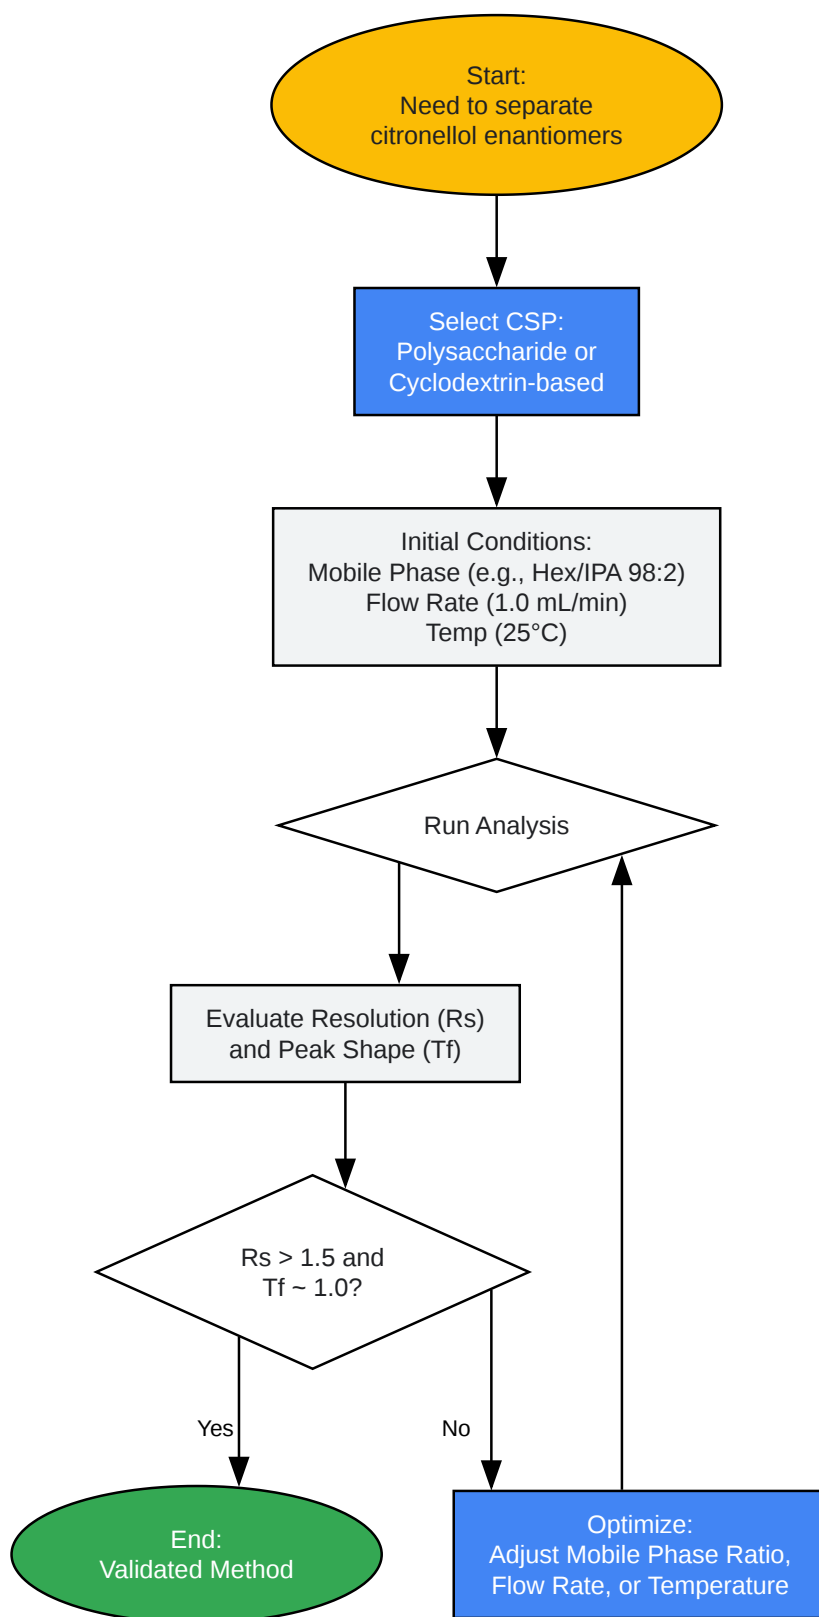 Start:
Need to separate
citronellol enantiomers
Select CSP:
Polysaccharide or
Cyclodextrin-based
Initial Conditions:
Mobile Phase (e.g., Hex/IPA 98:2)
Flow Rate (1.0 mL/min)
Temp (25°C)
Run Analysis
Evaluate Resolution (Rs)
and Peak Shape (Tf)
Rs > 1.5 and
Tf ~ 1.0?
Yes
No
End:
Validated Method
Optimize:
Adjust Mobile Phase Ratio,
Flow Rate, or Temperature